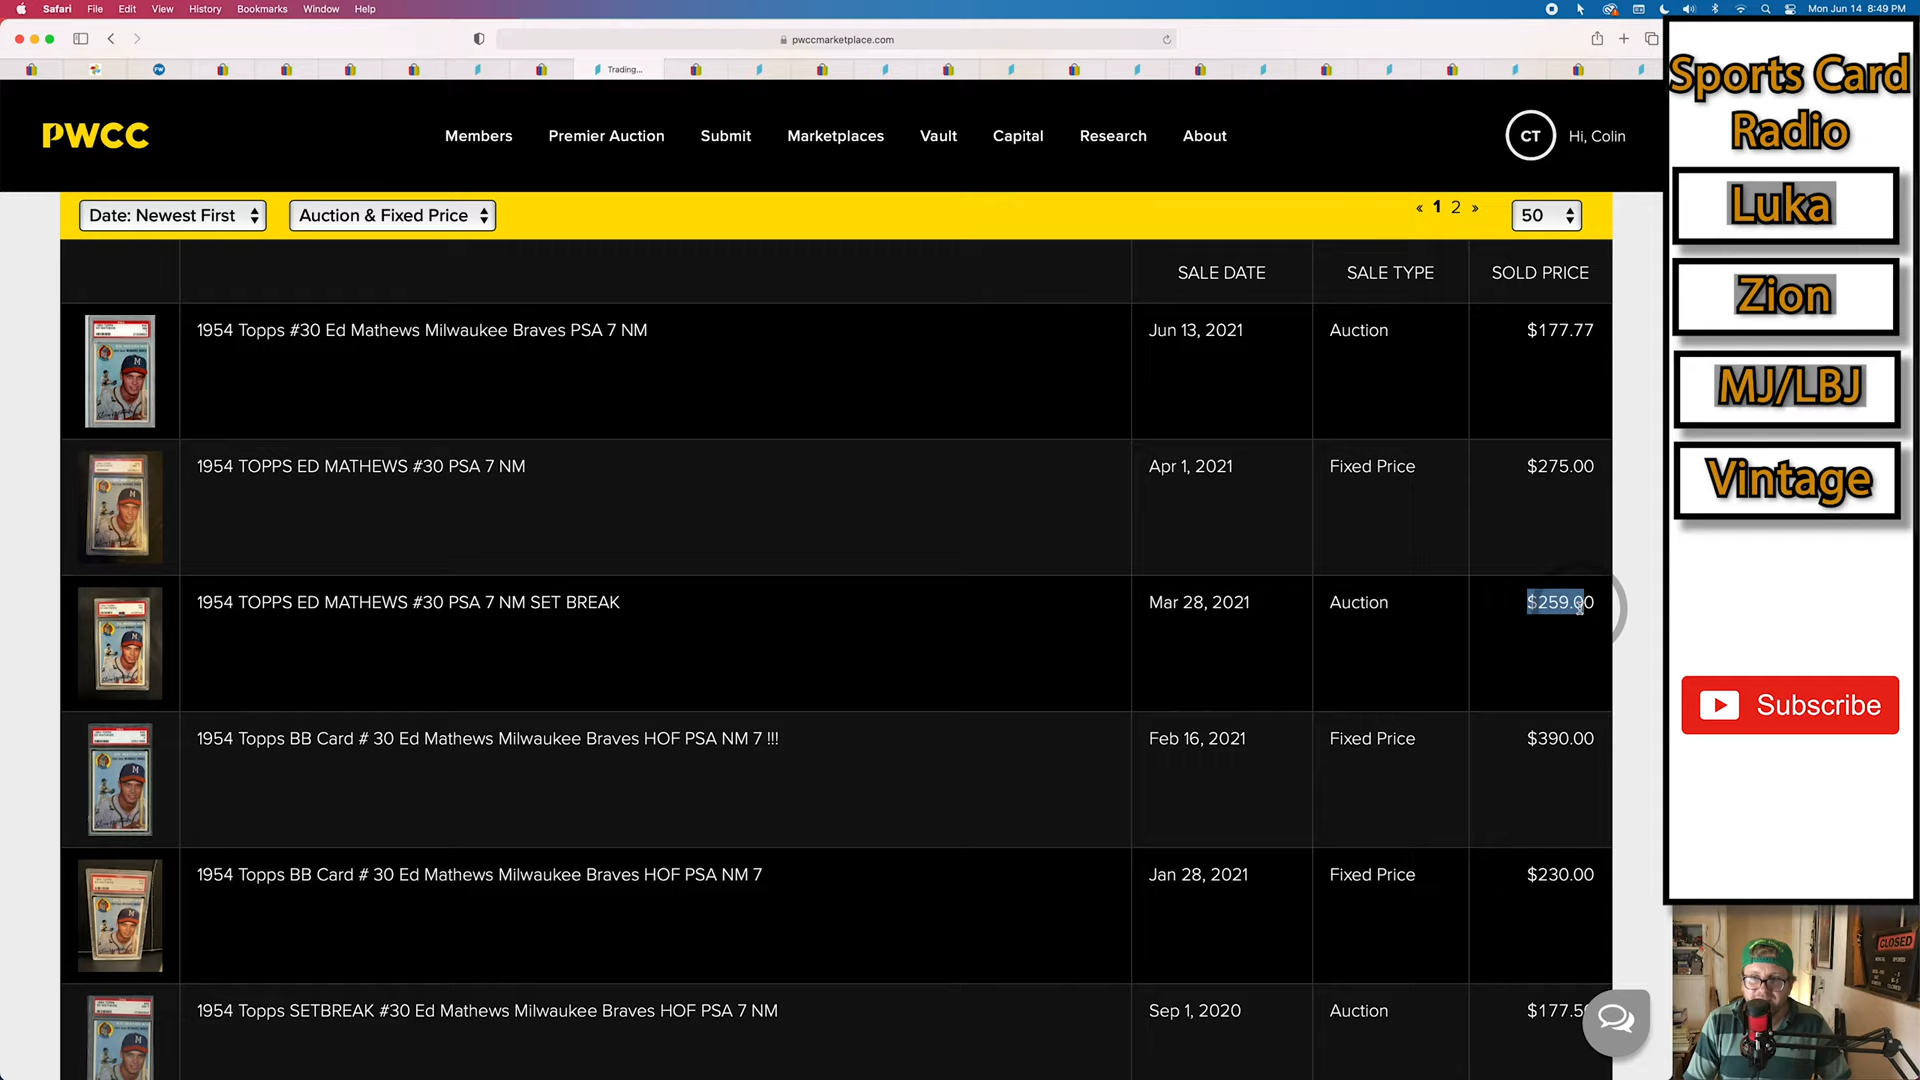 Safari File Edit View History Bookmarks Window Help
Mon Jun 14 8:49 PM
pwccmarketplace.com
FW
Trading...
PWCC
Members Premier Auction Submit Marketplaces Vault Capital Research About
CT Hi, Colin
Date: Newest First Auction & Fixed Price « 1 2 » 50
SALE DATE SALE TYPE SOLD PRICE
1954 Topps #30 Ed Mathews Milwaukee Braves PSA 7 NM Jun 13, 2021 Auction $177.77
1954 TOPPS ED MATHEWS #30 PSA 7 NM Apr 1, 2021 Fixed Price $275.00
1954 TOPPS ED MATHEWS #30 PSA 7 NM SET BREAK Mar 28, 2021 Auction $259.00
1954 Topps BB Card # 30 Ed Mathews Milwaukee Braves HOF PSA NM 7 !!! Feb 16, 2021 Fixed Price $390.00
1954 Topps BB Card # 30 Ed Mathews Milwaukee Braves HOF PSA NM 7 Jan 28, 2021 Fixed Price $230.00
1954 Topps SETBREAK #30 Ed Mathews Milwaukee Braves HOF PSA 7 NM Sep 1, 2020 Auction $177.50
Sports Card
Radio
Luka
Zion
MJ/LBJ
Vintage
Subscribe
CLOSED